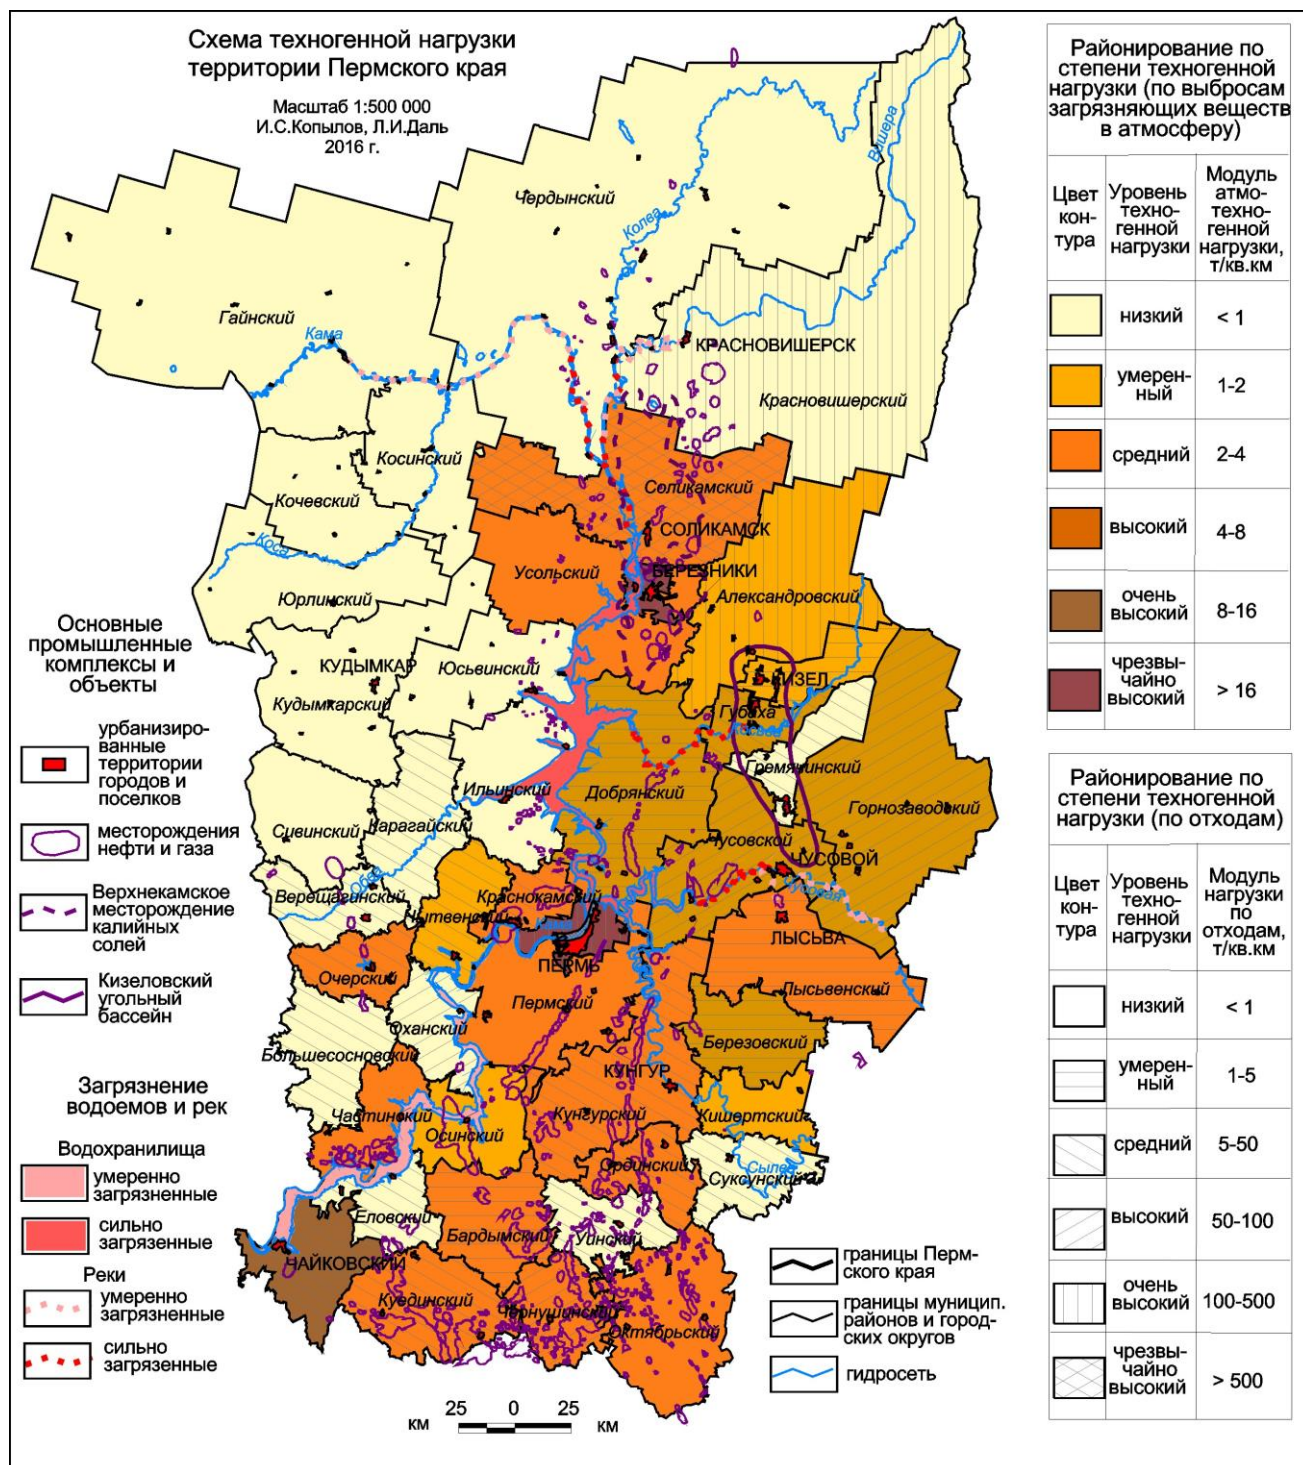 Схема техногенной нагрузки
территории Пермского края
Масштаб 1:500 000
И.С.Копылов, Л.И.Даль
2016 г.
Вишера
Чердынский
Колва
Гайнский
Кама
КРАСНОВИШЕРСК
Красновишерский
Косинский
Кочевский
Соликамский
СОЛИКАМСК
Коса
Усольский
БЕРЕЗНИКИ
Александровский
Юрлинский
КУДЫМКАР
Юсьвинский
КИЗЕЛ
Кудымкарский
Губаха
Косьва
Гремячинский
Ильинский
Добрянский
Горнозаводский
Сивинский
Карагайский
Чусовской
ЧУСОВОЙ
Обва
Верещагинский
Краснокамский
Чусовая
Нытвенский
Кама
ЛЫСЬВА
ПЕРМЬ
Очерский
Пермский
Лысьвенский
Оханский
Березовский
Большесосновский
КУНГУР
Частинский
Кунгурский
Кишертский
Осинский
Ординский
Сылва
Суксунский
Еловский
Бардымский
Уинский
ЧАЙКОВСКИЙ
Куединский
Чернушинский
Октябрьский
Основные
промышленные
комплексы и
объекты
урбанизиро-
ванные
территории
городов и
поселков
месторождения
нефти и газа
Верхнекамское
месторождение
калийных
солей
Кизеловский
угольный
бассейн
Загрязнение
водоемов и рек
Водохранилища
умеренно
загрязненные
сильно
загрязненные
Реки
умеренно
загрязненные
сильно
загрязненные
границы Перм-
ского края
границы муницип.
районов и город-
ских округов
гидросеть
км 25 0 25 км
Районирование по
степени техногенной
нагрузки (по выбросам
загрязняющих веществ
в атмосферу)
Цвет
кон-
тура
Уровень
техно-
генной
нагрузки
Модуль
атмо-
техно-
генной
нагрузки,
т/кв.км
низкий < 1
умерен-
ный
1-2
средний 2-4
высокий 4-8
очень
высокий
8-16
чрезвы-
чайно
высокий
> 16
Районирование по
степени техногенной
нагрузки (по отходам)
Цвет
кон-
тура
Уровень
техно-
генной
нагрузки
Модуль
нагрузки
по
отходам,
т/кв.км
низкий < 1
умерен-
ный
1-5
средний 5-50
высокий 50-100
очень
высокий
100-500
чрезвы-
чайно
высокий
> 500